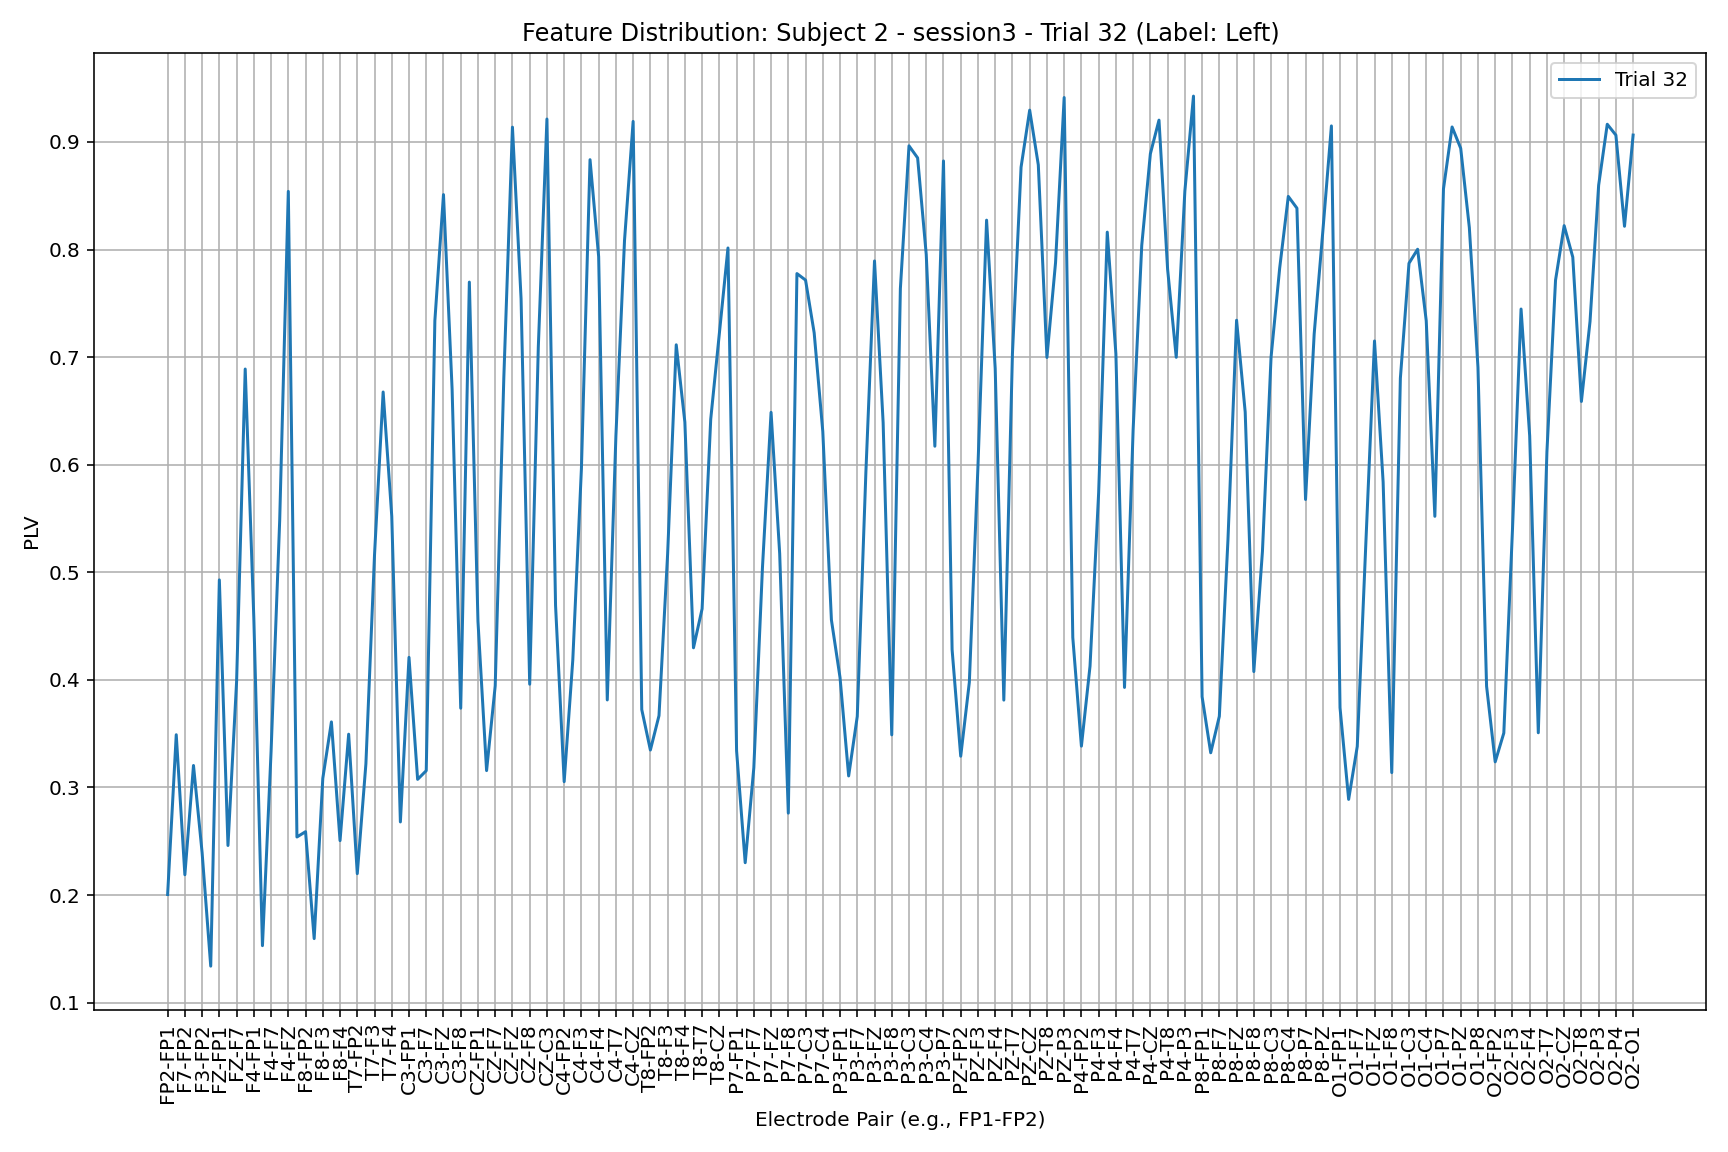 Feature Distribution: Subject 2 - session3 - Trial 32 (Label: Left)
Trial 32
PLV
0.9
0.8
0.7
0.6
0.5
0.4
0.3
0.2
0.1
FP2-FP1
F7-FP2
F3-FP2
FZ-FP1
FZ-F7
F4-FP1
F4-F7
F4-FZ
F8-FP2
F8-F3
F8-F4
T7-FP2
T7-F3
T7-F4
C3-FP1
C3-F7
C3-FZ
C3-F8
CZ-FP1
CZ-F7
CZ-FZ
CZ-F8
CZ-C3
C4-FP2
C4-F3
C4-F4
C4-T7
C4-CZ
T8-FP2
T8-F3
T8-F4
T8-T7
T8-CZ
P7-FP1
P7-F7
P7-FZ
P7-F8
P7-C3
P7-C4
P3-FP1
P3-F7
P3-FZ
P3-F8
P3-C3
P3-C4
P3-P7
PZ-FP2
PZ-F3
PZ-F4
PZ-T7
PZ-CZ
PZ-T8
PZ-P3
P4-FP2
P4-F3
P4-F4
P4-T7
P4-CZ
P4-T8
P4-P3
P8-FP1
P8-F7
P8-FZ
P8-F8
P8-C3
P8-C4
P8-P7
P8-PZ
O1-FP1
O1-F7
O1-FZ
O1-F8
O1-C3
O1-C4
O1-P7
O1-PZ
O1-P8
O2-FP2
O2-F3
O2-F4
O2-T7
O2-CZ
O2-T8
O2-P3
O2-P4
O2-O1
Electrode Pair (e.g., FP1-FP2)